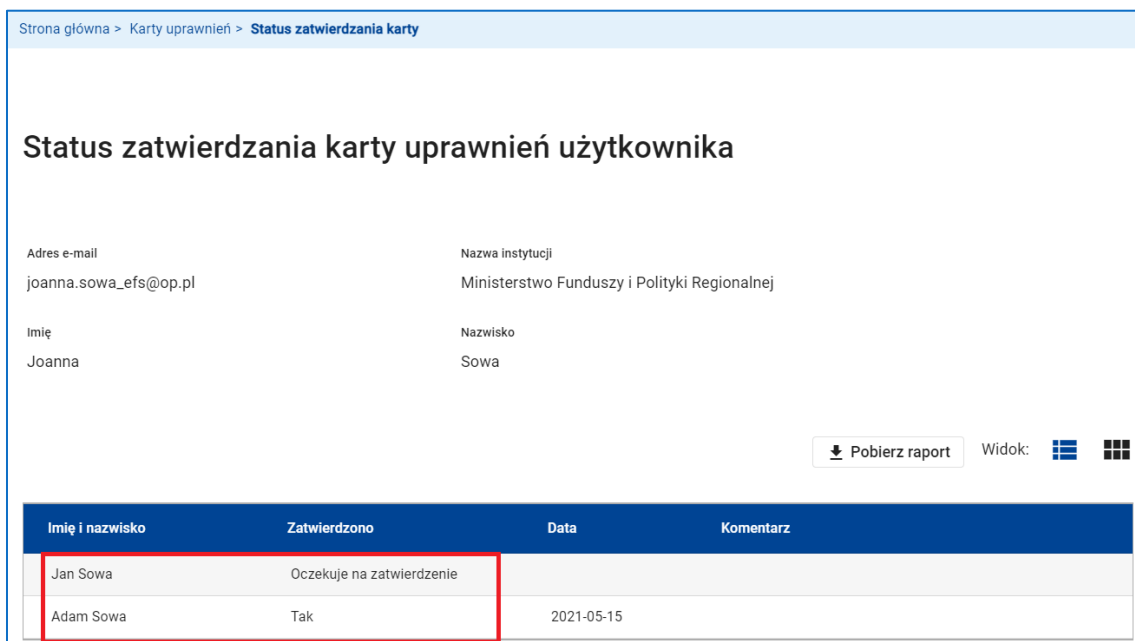 Strona główna > Karty uprawnień > Status zatwierdzania karty
Status zatwierdzania karty uprawnień użytkownika
Adres e-mail Nazwa instytucji
joanna.sowa_efs@op.pl Ministerstwo Funduszy i Polityki Regionalnej
Imię Nazwisko
Joanna Sowa
Pobierz raport Widok:
Imię i nazwisko Zatwierdzono Data Komentarz
Jan Sowa Oczekuje na zatwierdzenie
Adam Sowa Tak 2021-05-15